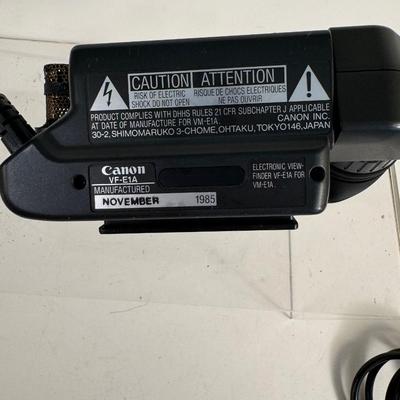 CAUTION ATTENTION
RISK OF ELECTRIC RISQUE DE CHOCS ELECTRIQUES
SHOCK DO NOT OPEN NE PAS OUVRIR
PRODUCT COMPLIES WITH DHHS RULES 21 CFR SUBCHAPTER J APPLICABLE
AT DATE OF MANUFACTURE FOR VM-E1A. CANON INC.
30-2, SHIMOMARUKO 3-CHOME, OHTAKU, TOKYO146, JAPAN
Canon
VF-E1A
MANUFACTURED
NOVEMBER 1985
ELECTRONIC VIEW-
FINDER VF-E1A FOR
VM-E1A